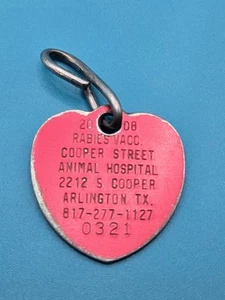 20 08
RABIES VACC.
COOPER STREET
ANIMAL HOSPITAL
2212 S COOPER
ARLINGTON TX.
817-277-1127
0321